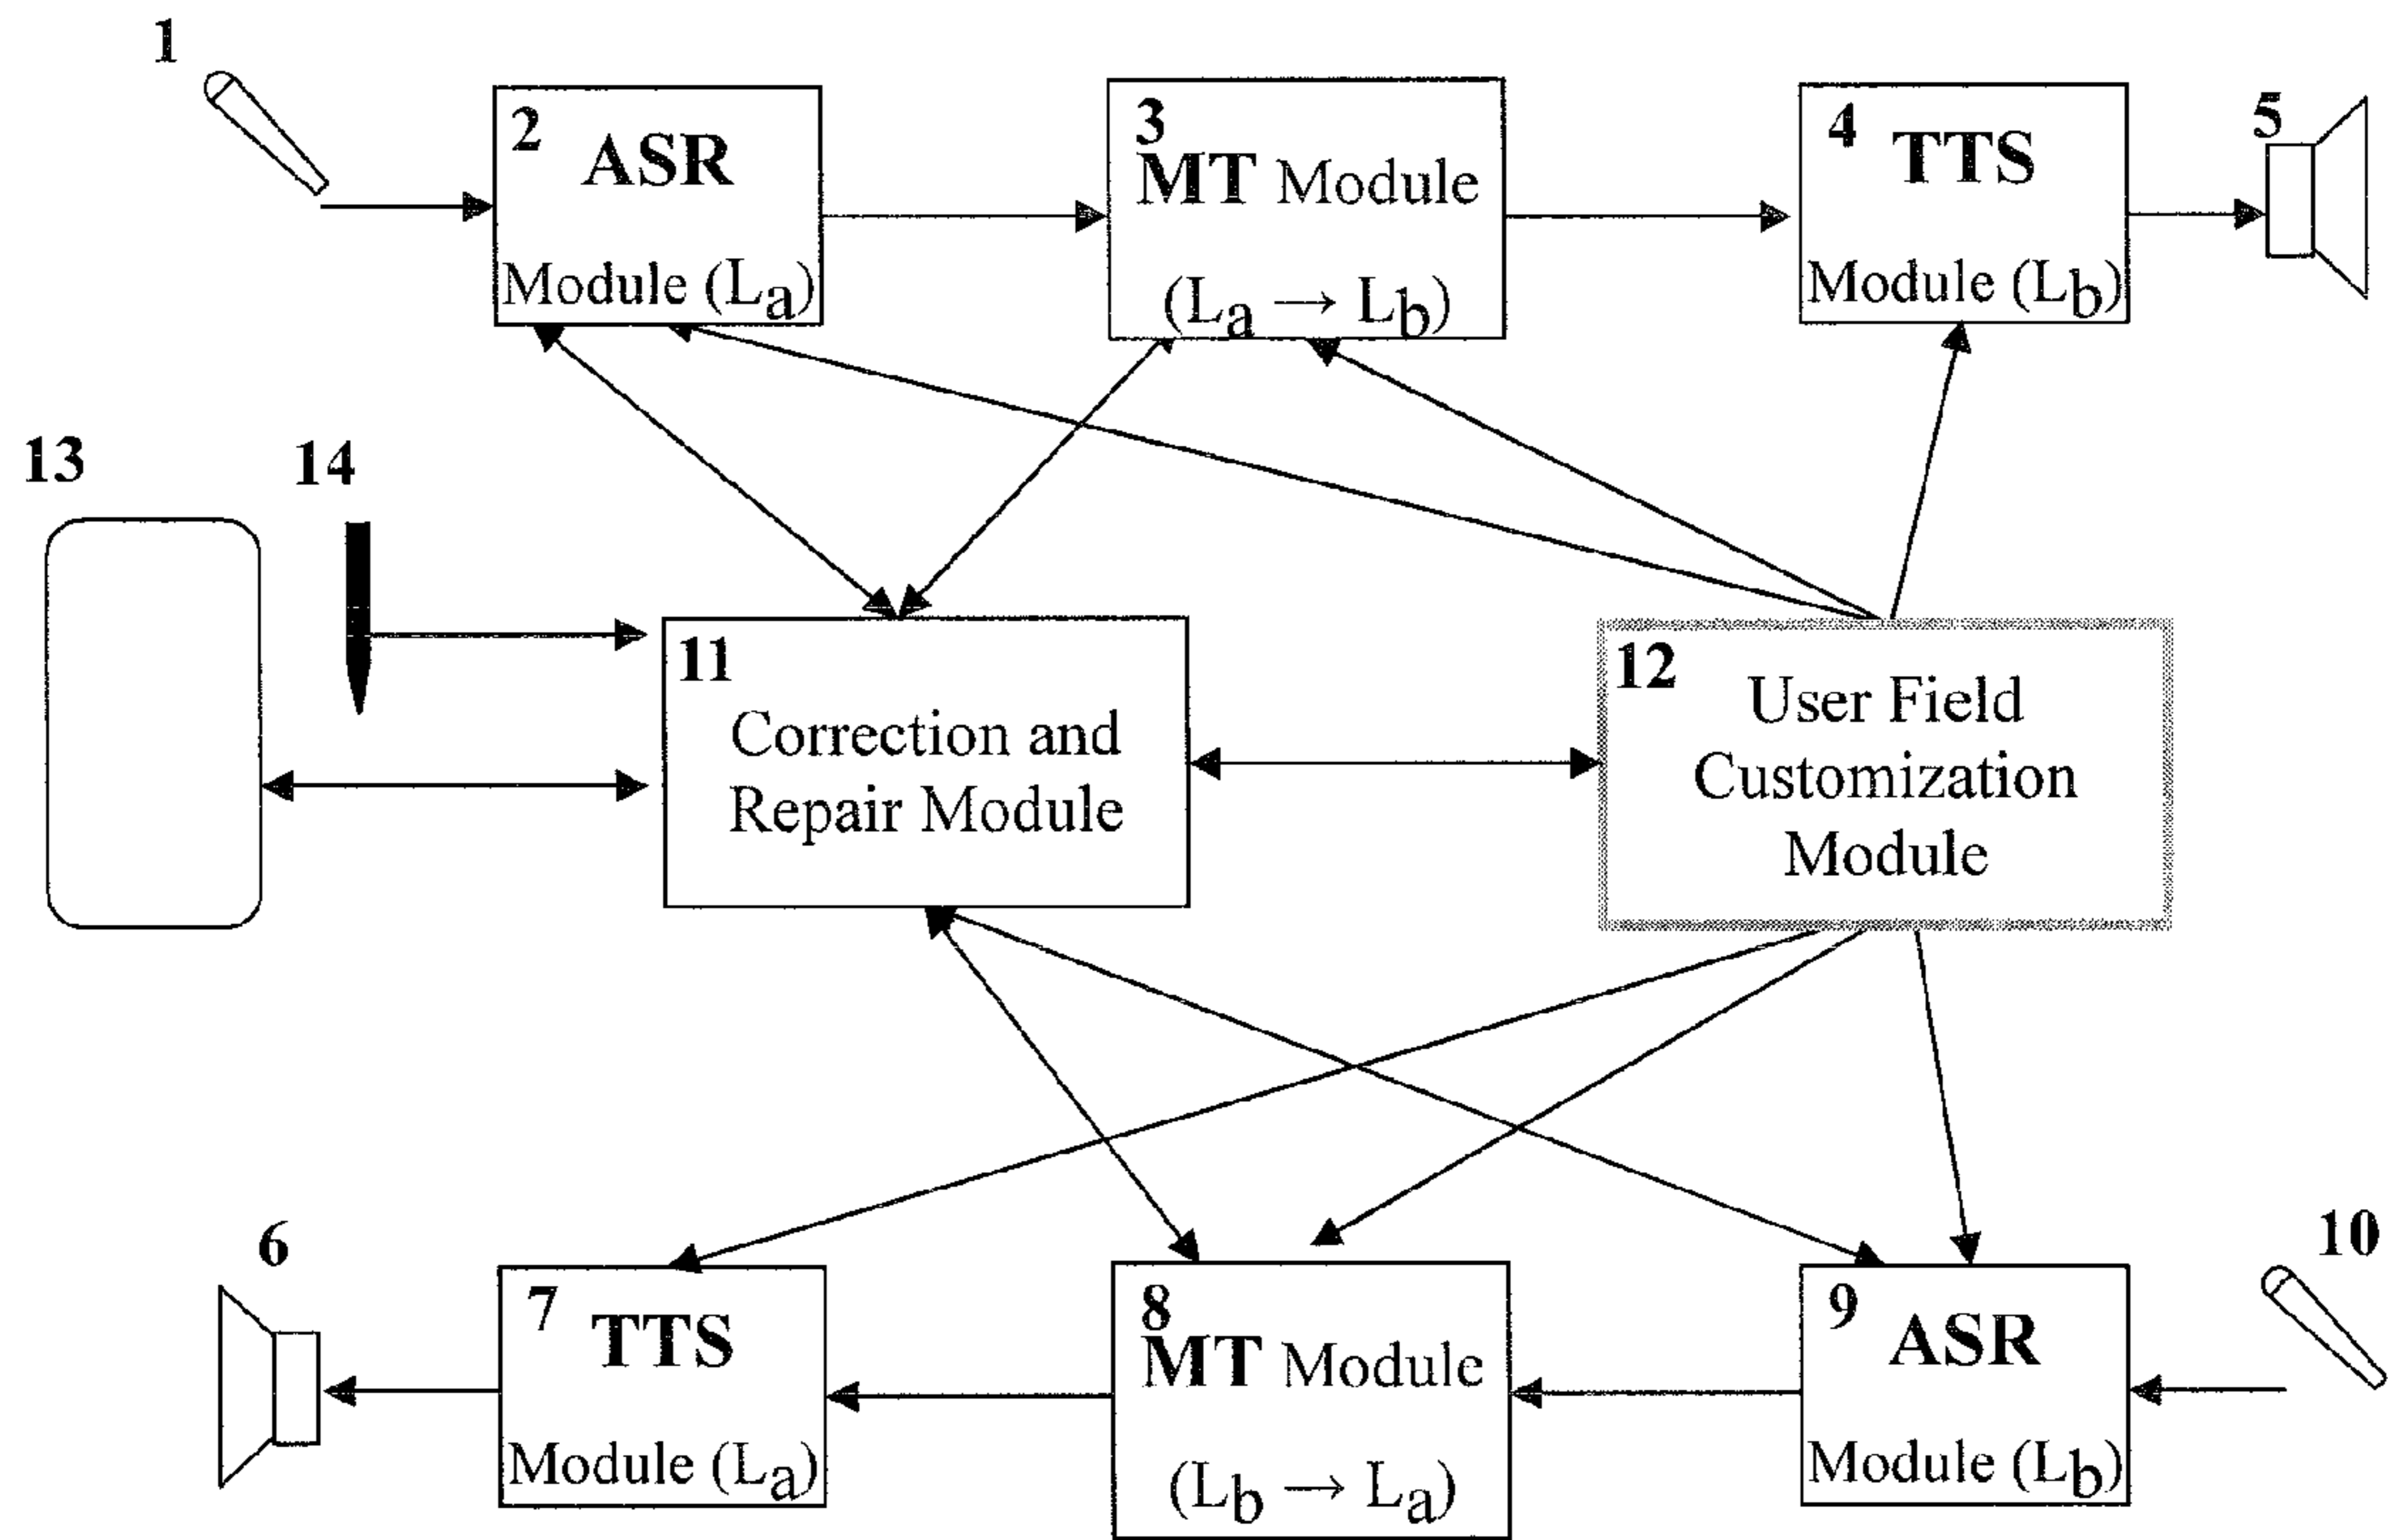 1
2
ASR
Module (La)
3
MT Module
(La → Lb)
4
TTS
Module (Lb)
5
13
14
11
Correction and
Repair Module
12
User Field
Customization
Module
6
7
TTS
Module (La)
8
MT Module
(Lb → La)
9
ASR
Module (Lb)
10